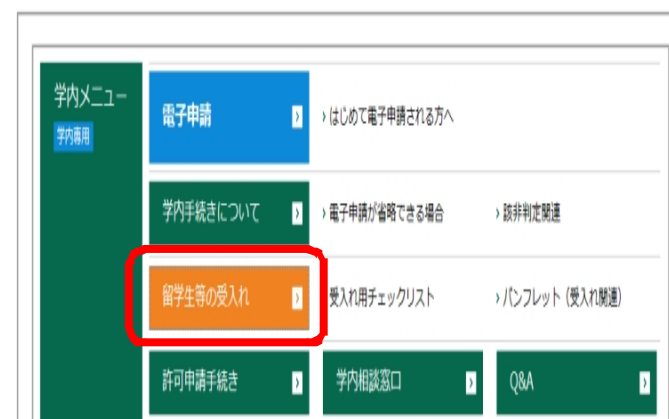 学内メニュー
学内専用
電子申請
はじめて電子申請される方へ
学内手続きについて
電子申請が省略できる場合
該非判定関連
留学生等の受入れ
受入れ用チェックリスト
パンフレット（受入れ関連）
許可申請手続き
学内相談窓口
Q&A